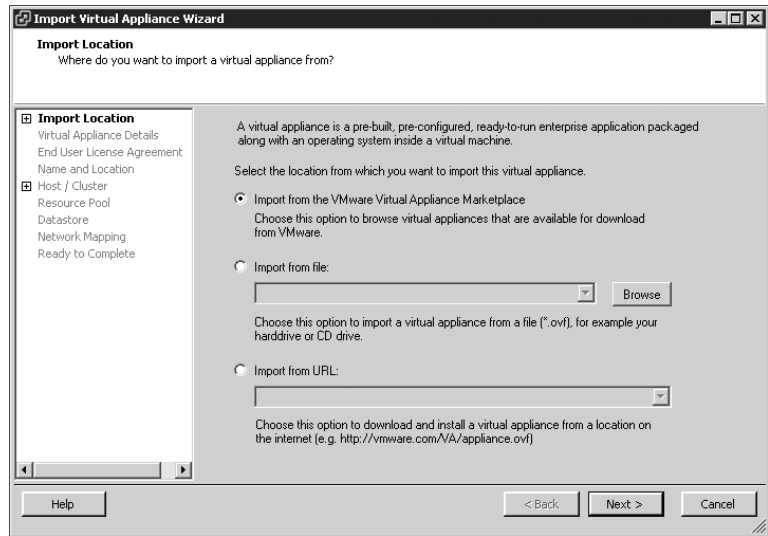 Import Virtual Appliance Wizard
Import Location
Where do you want to import a virtual appliance from?
Import Location
Virtual Appliance Details
End User License Agreement
Name and Location
Host / Cluster
Resource Pool
Datastore
Network Mapping
Ready to Complete
A virtual appliance is a pre-built, pre-configured, ready-to-run enterprise application packaged
along with an operating system inside a virtual machine.
Select the location from which you want to import this virtual appliance.
Import from the VMware Virtual Appliance Marketplace
Choose this option to browse virtual appliances that are available for download
from VMware.
Import from file:
Browse
Choose this option to import a virtual appliance from a file (*.ovf), for example your
harddrive or CD drive.
Import from URL:
Choose this option to download and install a virtual appliance from a location on
the internet (e.g. http://vmware.com/VA/appliance.ovf)
Help
< Back
Next >
Cancel